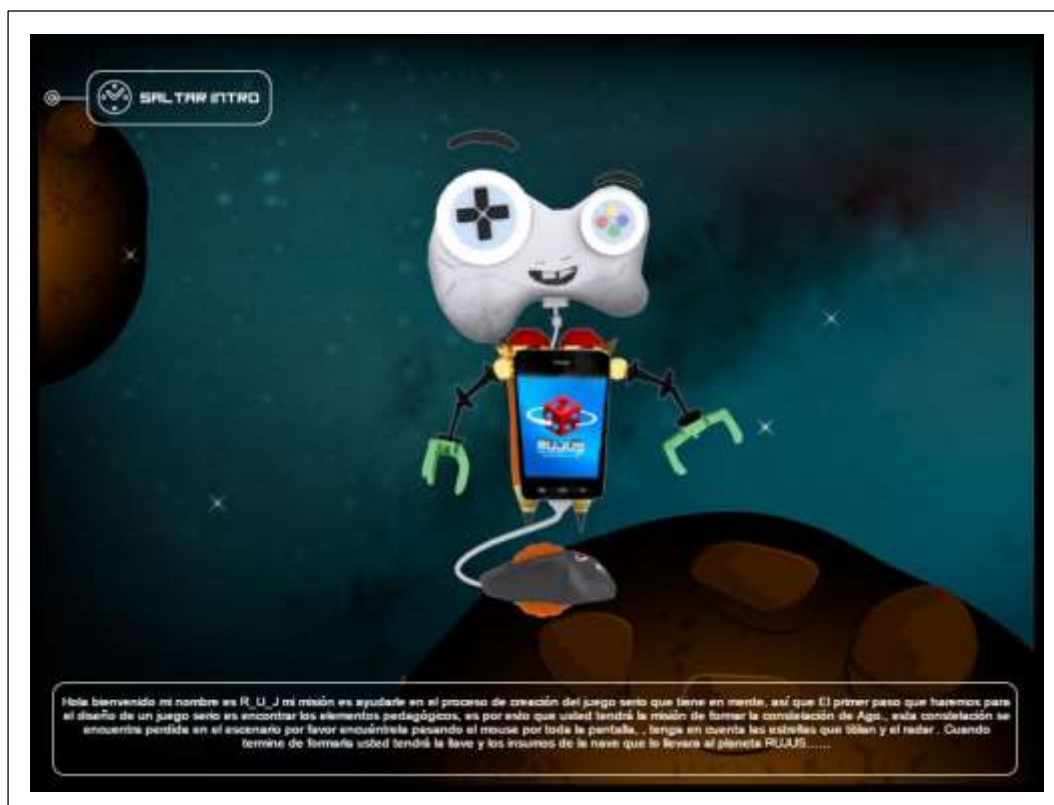 SALTAR INTRO
RUJUS
Hola bienvenido mi nombre es R_U_J mi misión es ayudarle en el proceso de creación del juego serio que tiene en mente, así que El primer paso que haremos para
el diseño de un juego serio es encontrar los elementos pedagógicos, es por esto que usted tendrá la misión de formar la constelación de Ago., esta constelación se
encuentra perdida en el escenario por favor encuéntrela pasando el mouse por toda la pantalla, , tenga en cuenta las estrellas que titilan y el radar . Cuando
termine de formarla usted tendrá la llave y los insumos de la nave que lo llevara al planeta RUJUS......